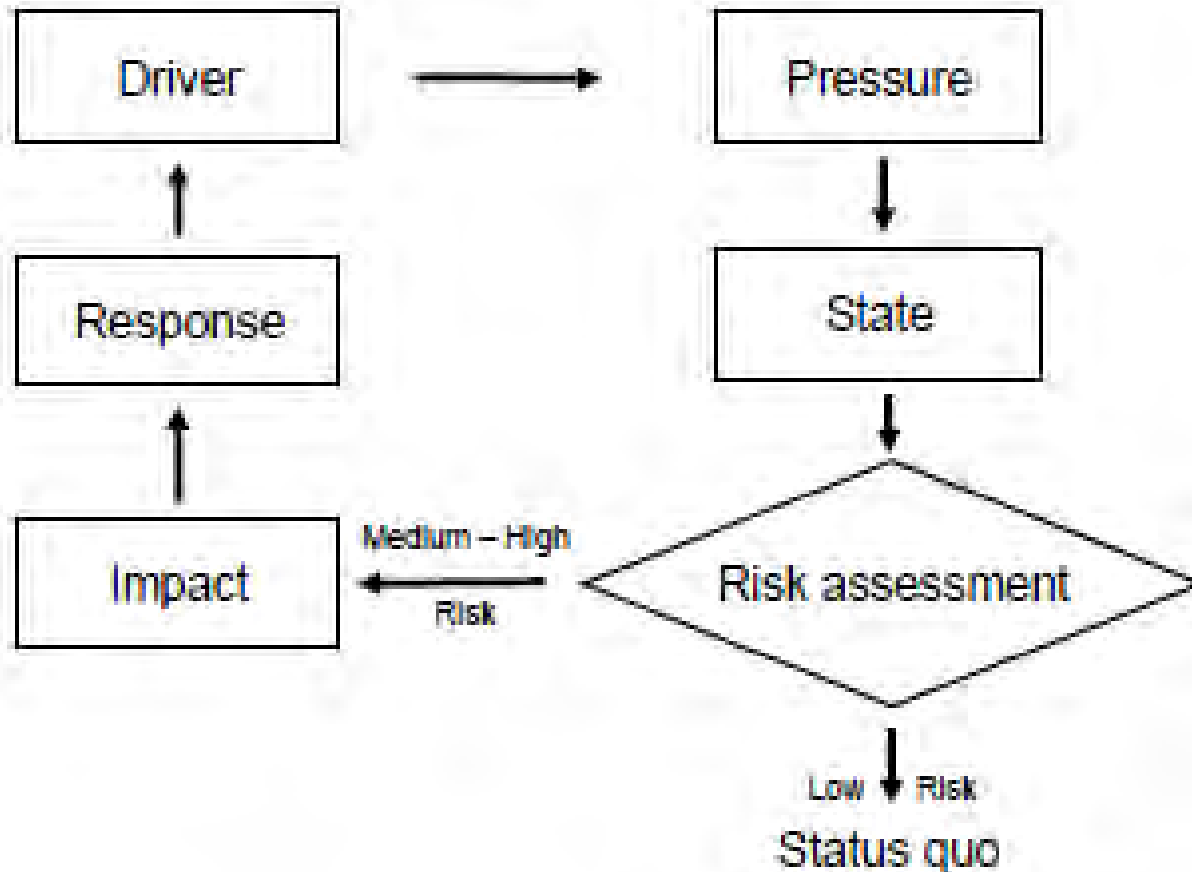 Driver
Pressure
Response
State
Impact
Medium – High
Risk
Risk assessment
Low Risk
Status quo